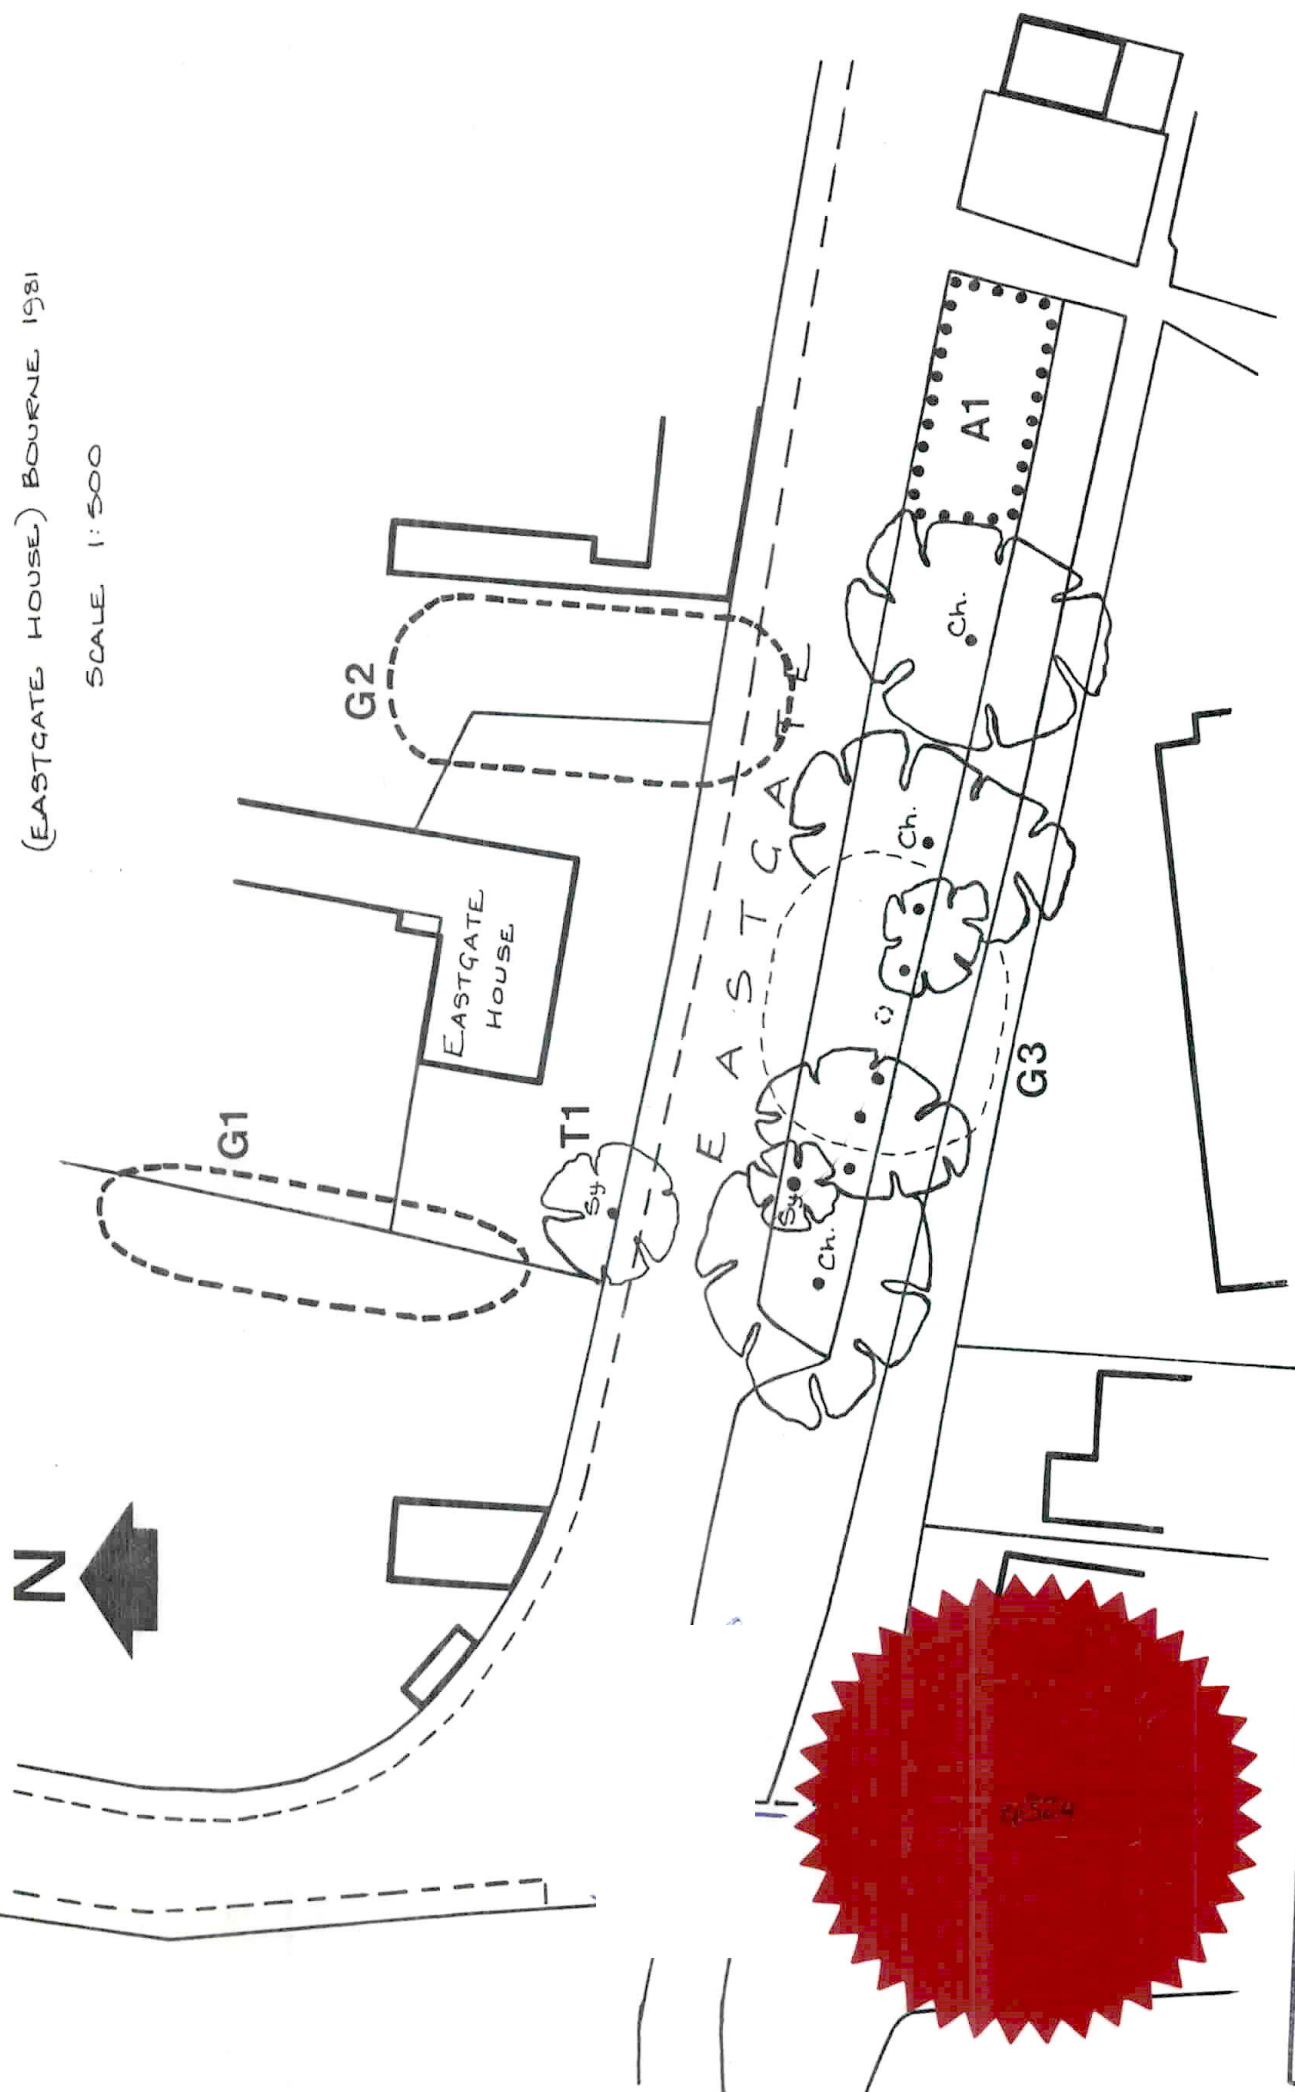 (EASTGATE HOUSE) BOURNE 1981
SCALE 1:500
N
G1
G2
EASTGATE
HOUSE
T1
Sy
EASTGATE
Sy
Ch.
Ch.
Ch.
A1
G3